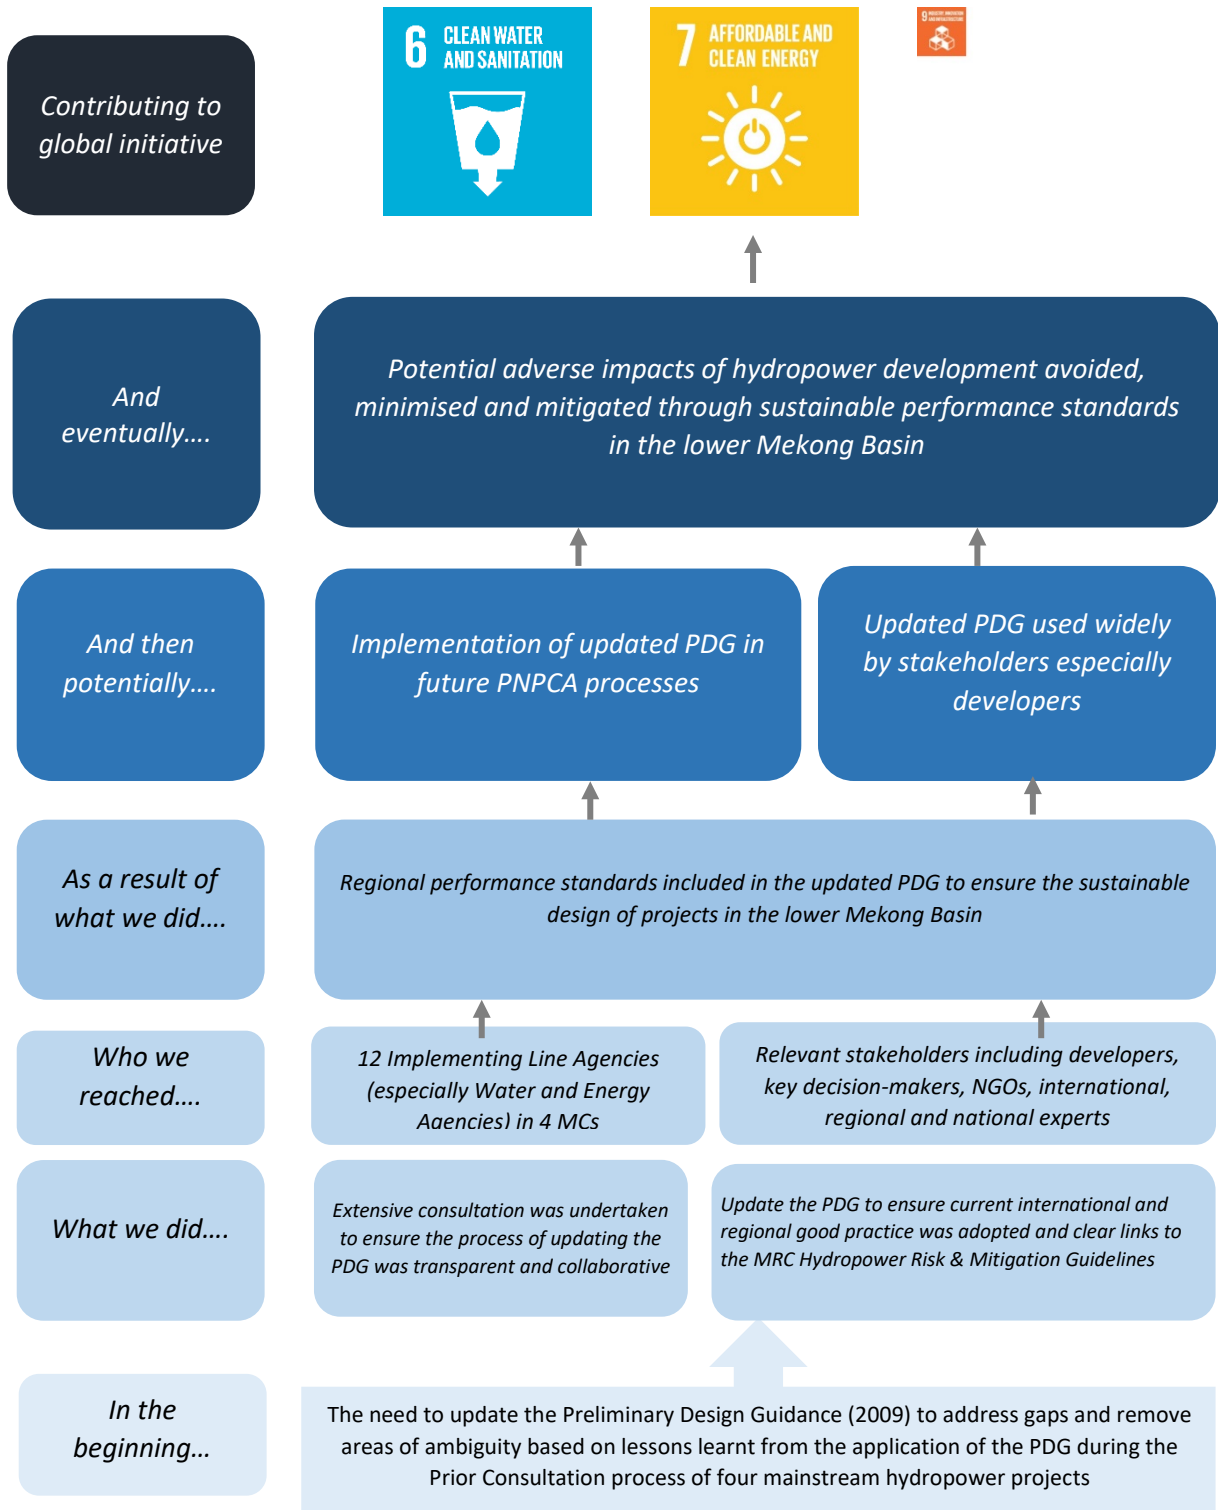 6 CLEAN WATER
AND SANITATION
7 AFFORDABLE AND
CLEAN ENERGY
9 INDUSTRY, INNOVATION
AND INFRASTRUCTURE
Contributing to
global initiative
And
eventually….
Potential adverse impacts of hydropower development avoided,
minimised and mitigated through sustainable performance standards
in the lower Mekong Basin
And then
potentially….
Implementation of updated PDG in
future PNPCA processes
Updated PDG used widely
by stakeholders especially
developers
As a result of
what we did….
Regional performance standards included in the updated PDG to ensure the sustainable
design of projects in the lower Mekong Basin
Who we
reached….
12 Implementing Line Agencies
(especially Water and Energy
Agencies) in 4 MCs
Relevant stakeholders including developers,
key decision-makers, NGOs, international,
regional and national experts
What we did….
Extensive consultation was undertaken
to ensure the process of updating the
PDG was transparent and collaborative
Update the PDG to ensure current international and
regional good practice was adopted and clear links to
the MRC Hydropower Risk & Mitigation Guidelines
In the
beginning…
The need to update the Preliminary Design Guidance (2009) to address gaps and remove
areas of ambiguity based on lessons learnt from the application of the PDG during the
Prior Consultation process of four mainstream hydropower projects